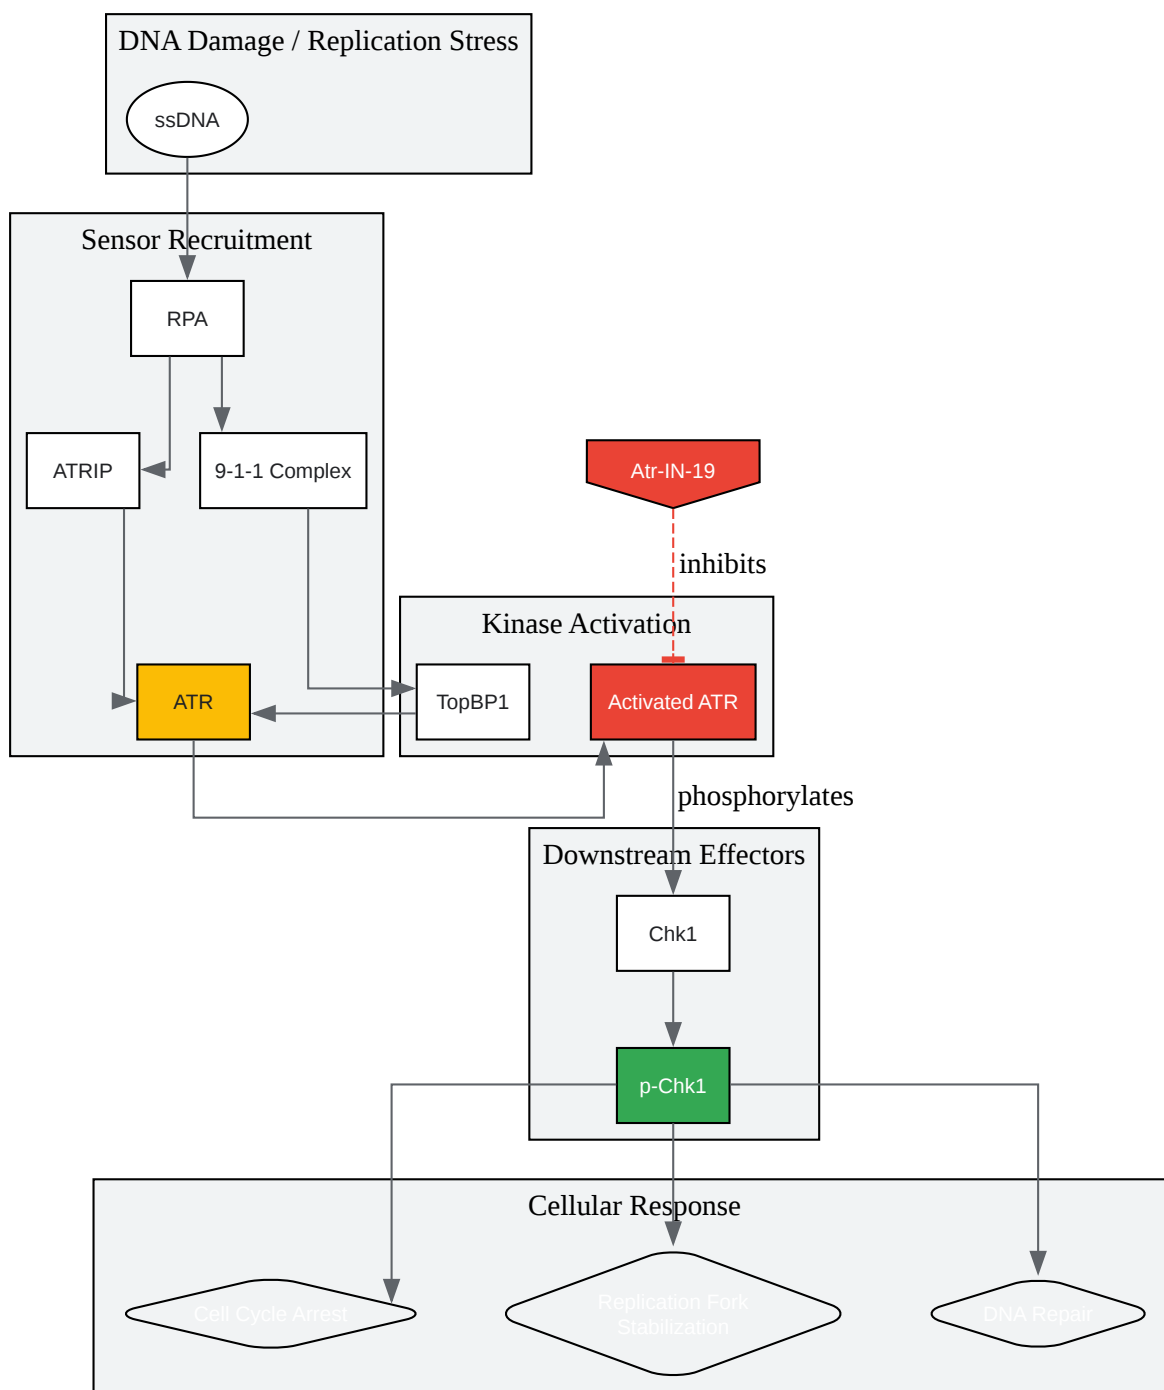 DNA Damage / Replication Stress
ssDNA
Sensor Recruitment
RPA
ATRIP
9-1-1 Complex
Atr-IN-19
inhibits
Kinase Activation
ATR
TopBP1
Activated ATR
phosphorylates
Downstream Effectors
Chk1
p-Chk1
Cellular Response
Cell Cycle Arrest
Replication Fork
Stabilization
DNA Repair